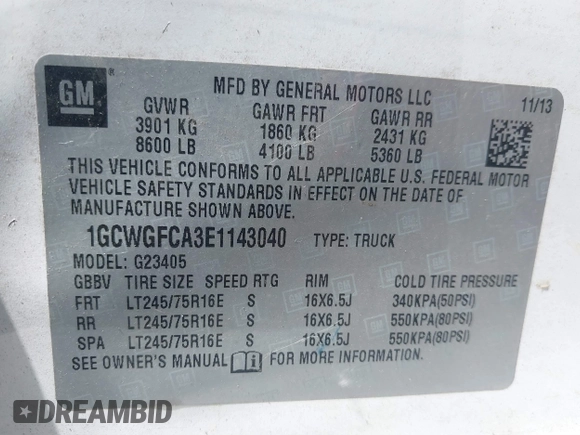 GM
MFD BY GENERAL MOTORS LLC
11/13
GVWR GAWR FRT GAWR RR
3901 KG 1860 KG 2431 KG
8600 LB 4100 LB 5360 LB
THIS VEHICLE CONFORMS TO ALL APPLICABLE U.S. FEDERAL MOTOR
VEHICLE SAFETY STANDARDS IN EFFECT ON THE DATE OF
MANUFACTURE SHOWN ABOVE.
1GCWGFCA3E1143040 TYPE: TRUCK
MODEL: G23405
GBBV TIRE SIZE SPEED RTG RIM COLD TIRE PRESSURE
FRT LT245/75R16E S 16X6.5J 340KPA(50PSI)
RR LT245/75R16E S 16X6.5J 550KPA(80PSI)
SPA LT245/75R16E S 16X6.5J 550KPA(80PSI)
SEE OWNER'S MANUAL FOR MORE INFORMATION.
DREAMBID